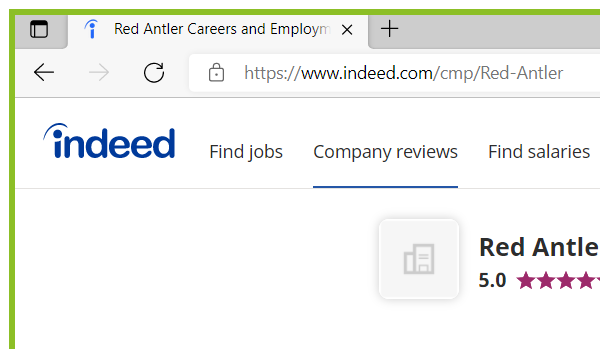 Red Antler Careers and Employm
https://www.indeed.com/cmp/Red-Antler
indeed
Find jobs
Company reviews
Find salaries
Red Antle
5.0